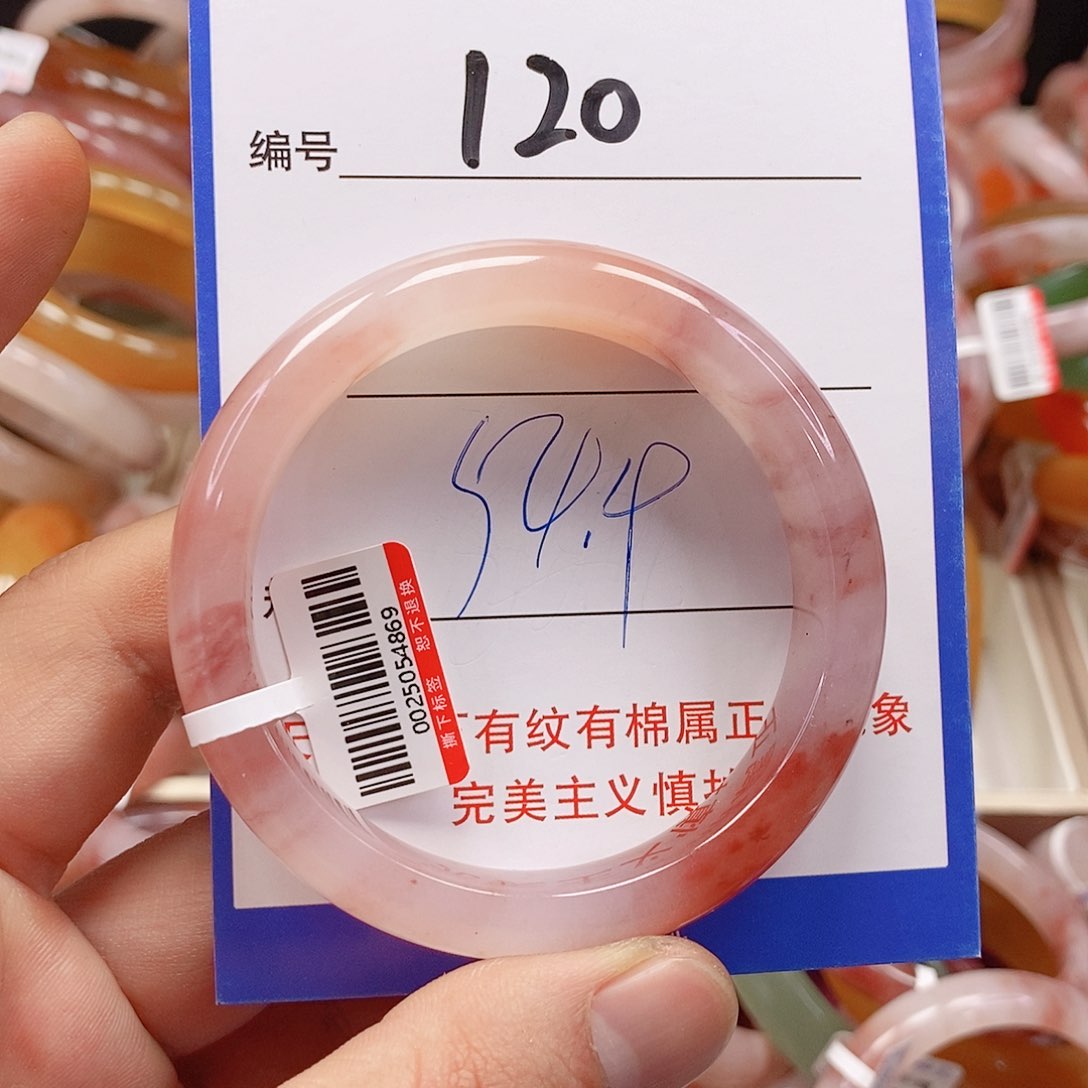 编号 120
54.4
0025054869
撕下标签 恕不退换
有纹有棉属正 象
完美主义慎